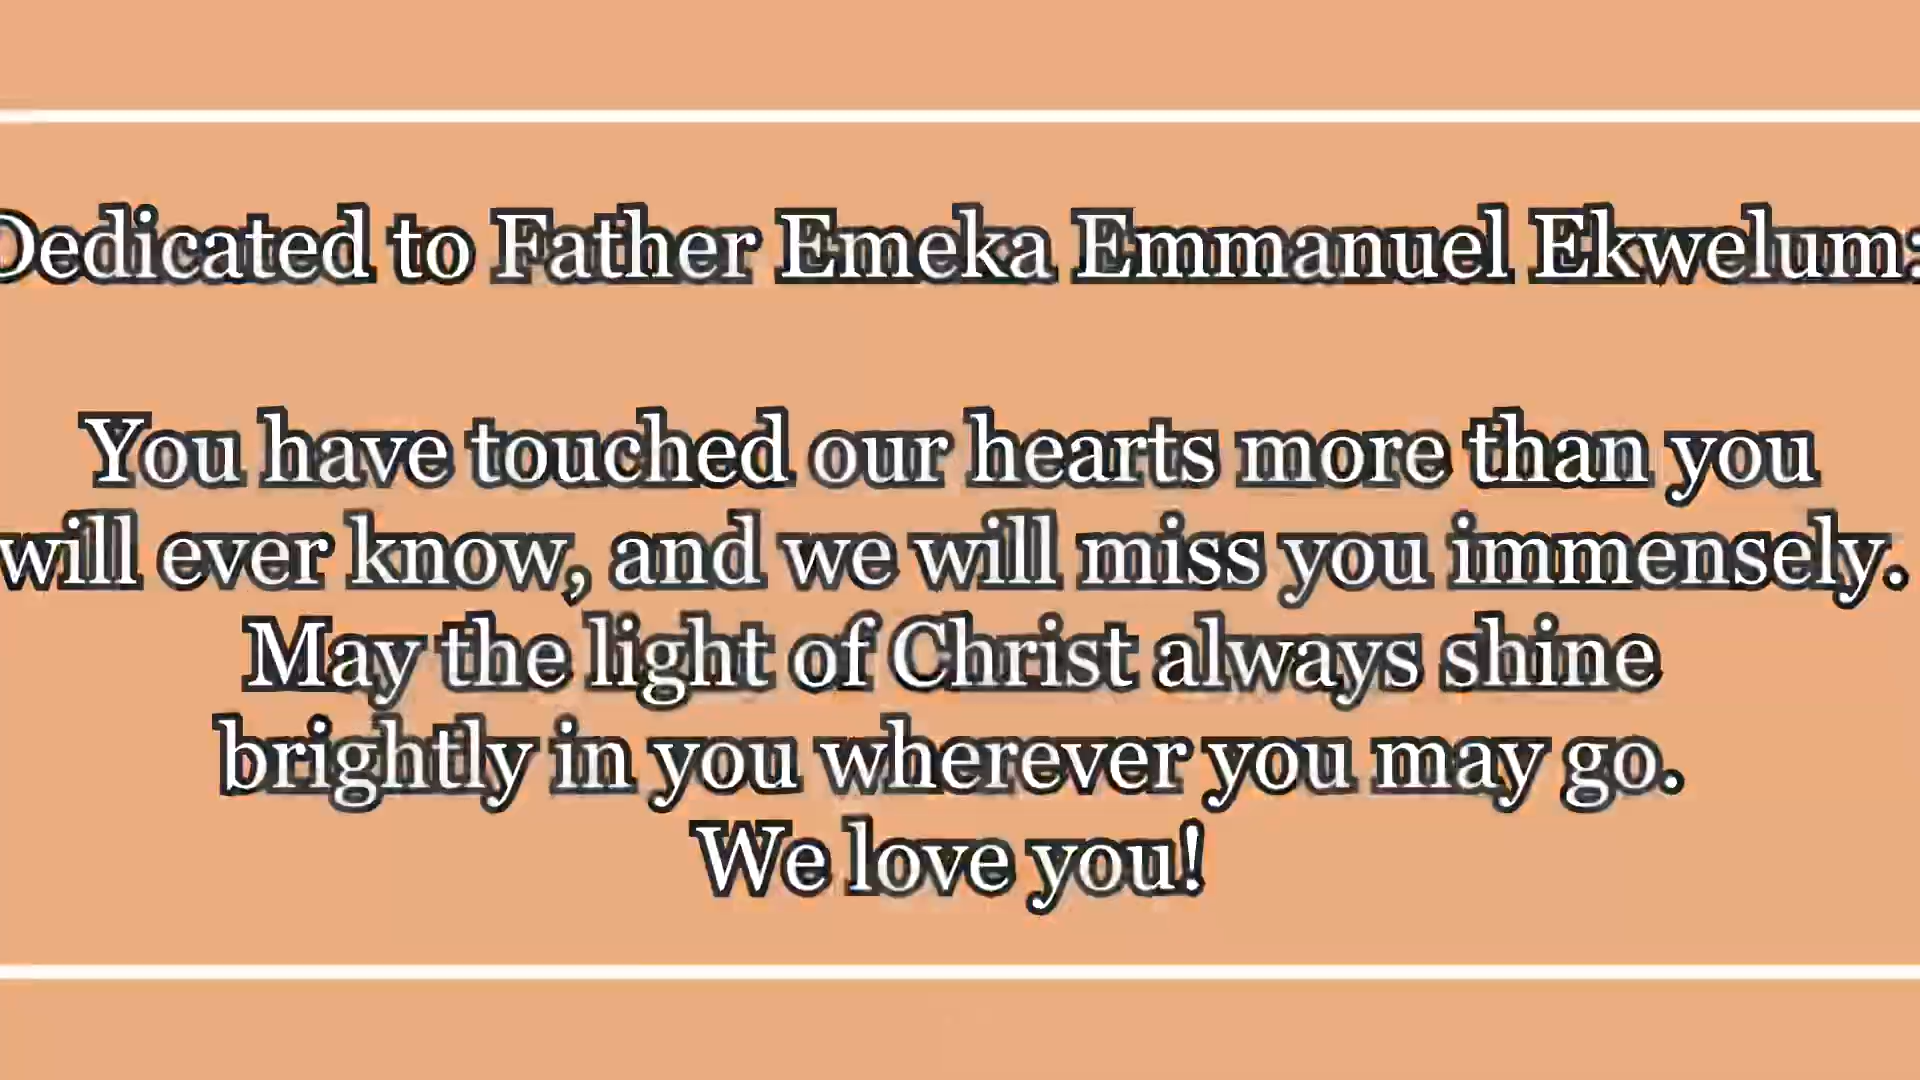 Dedicated to Father Emeka Emmanuel Ekwelum:
You have touched our hearts more than you
will ever know, and we will miss you immensely.
May the light of Christ always shine
brightly in you wherever you may go.
We love you!